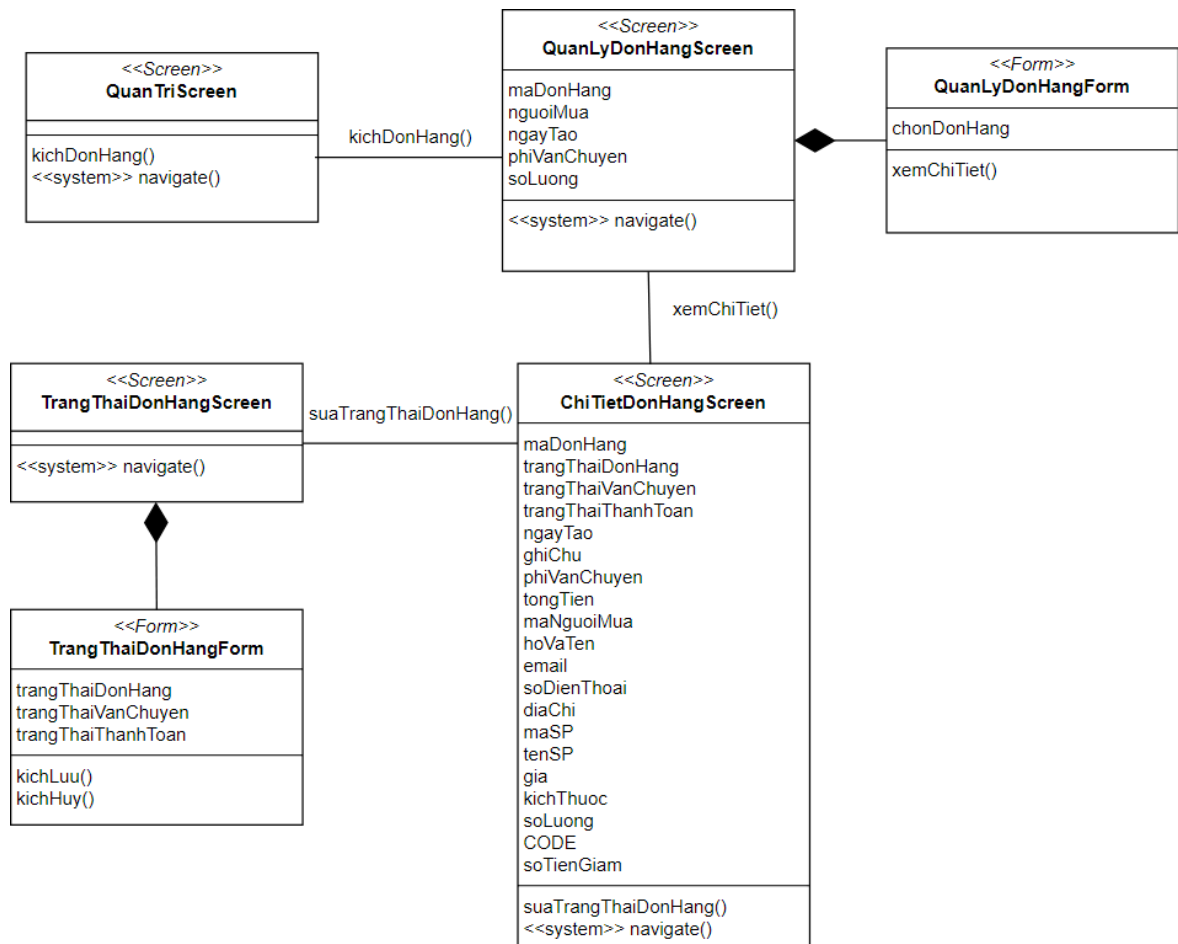 <<Screen>>
QuanTriScreen
kichDonHang()
<<system>> navigate()
kichDonHang()
<<Screen>>
QuanLyDonHangScreen
maDonHang
nguoiMua
ngayTao
phiVanChuyen
soLuong
<<system>> navigate()
<<Form>>
QuanLyDonHangForm
chonDonHang
xemChiTiet()
xemChiTiet()
<<Screen>>
TrangThaiDonHangScreen
<<system>> navigate()
suaTrangThaiDonHang()
<<Screen>>
ChiTietDonHangScreen
maDonHang
trangThaiDonHang
trangThaiVanChuyen
trangThaiThanhToan
ngayTao
ghiChu
phiVanChuyen
tongTien
maNguoiMua
hoVaTen
email
soDienThoai
diaChi
maSP
tenSP
gia
kichThuoc
soLuong
CODE
soTienGiam
suaTrangThaiDonHang()
<<system>> navigate()
<<Form>>
TrangThaiDonHangForm
trangThaiDonHang
trangThaiVanChuyen
trangThaiThanhToan
kichLuu()
kichHuy()